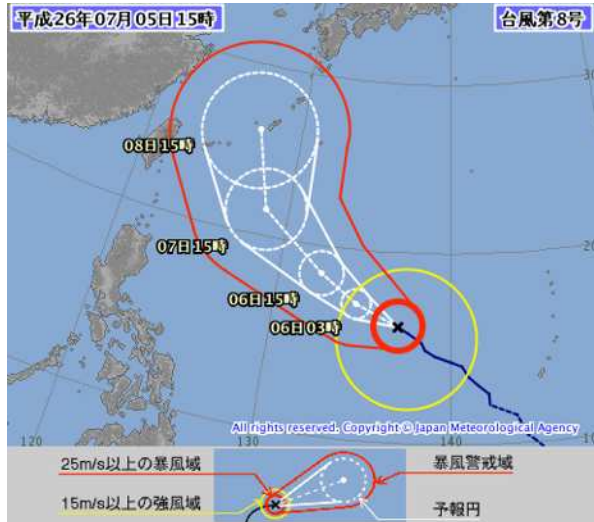 平成26年07月05日15時
台風第8号
30
08日15時
07日15時
20
06日15時
06日03時
All rights reserved. Copyright © Japan Meteorological Agency
120
130
140
25m/s以上の暴風域
暴風警戒域
15m/s以上の強風域
予報円